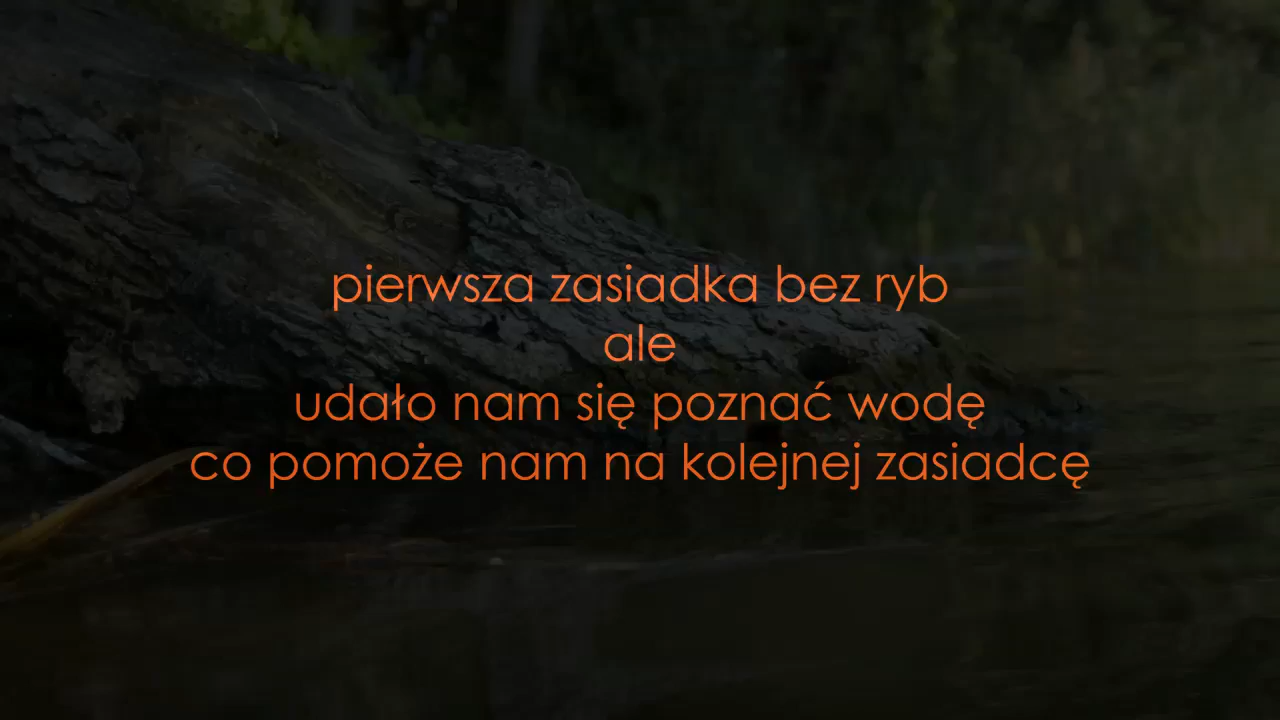 pierwsza zasiadka bez ryb
ale
udało nam się poznać wodę
co pomoże nam na kolejnej zasiadcę